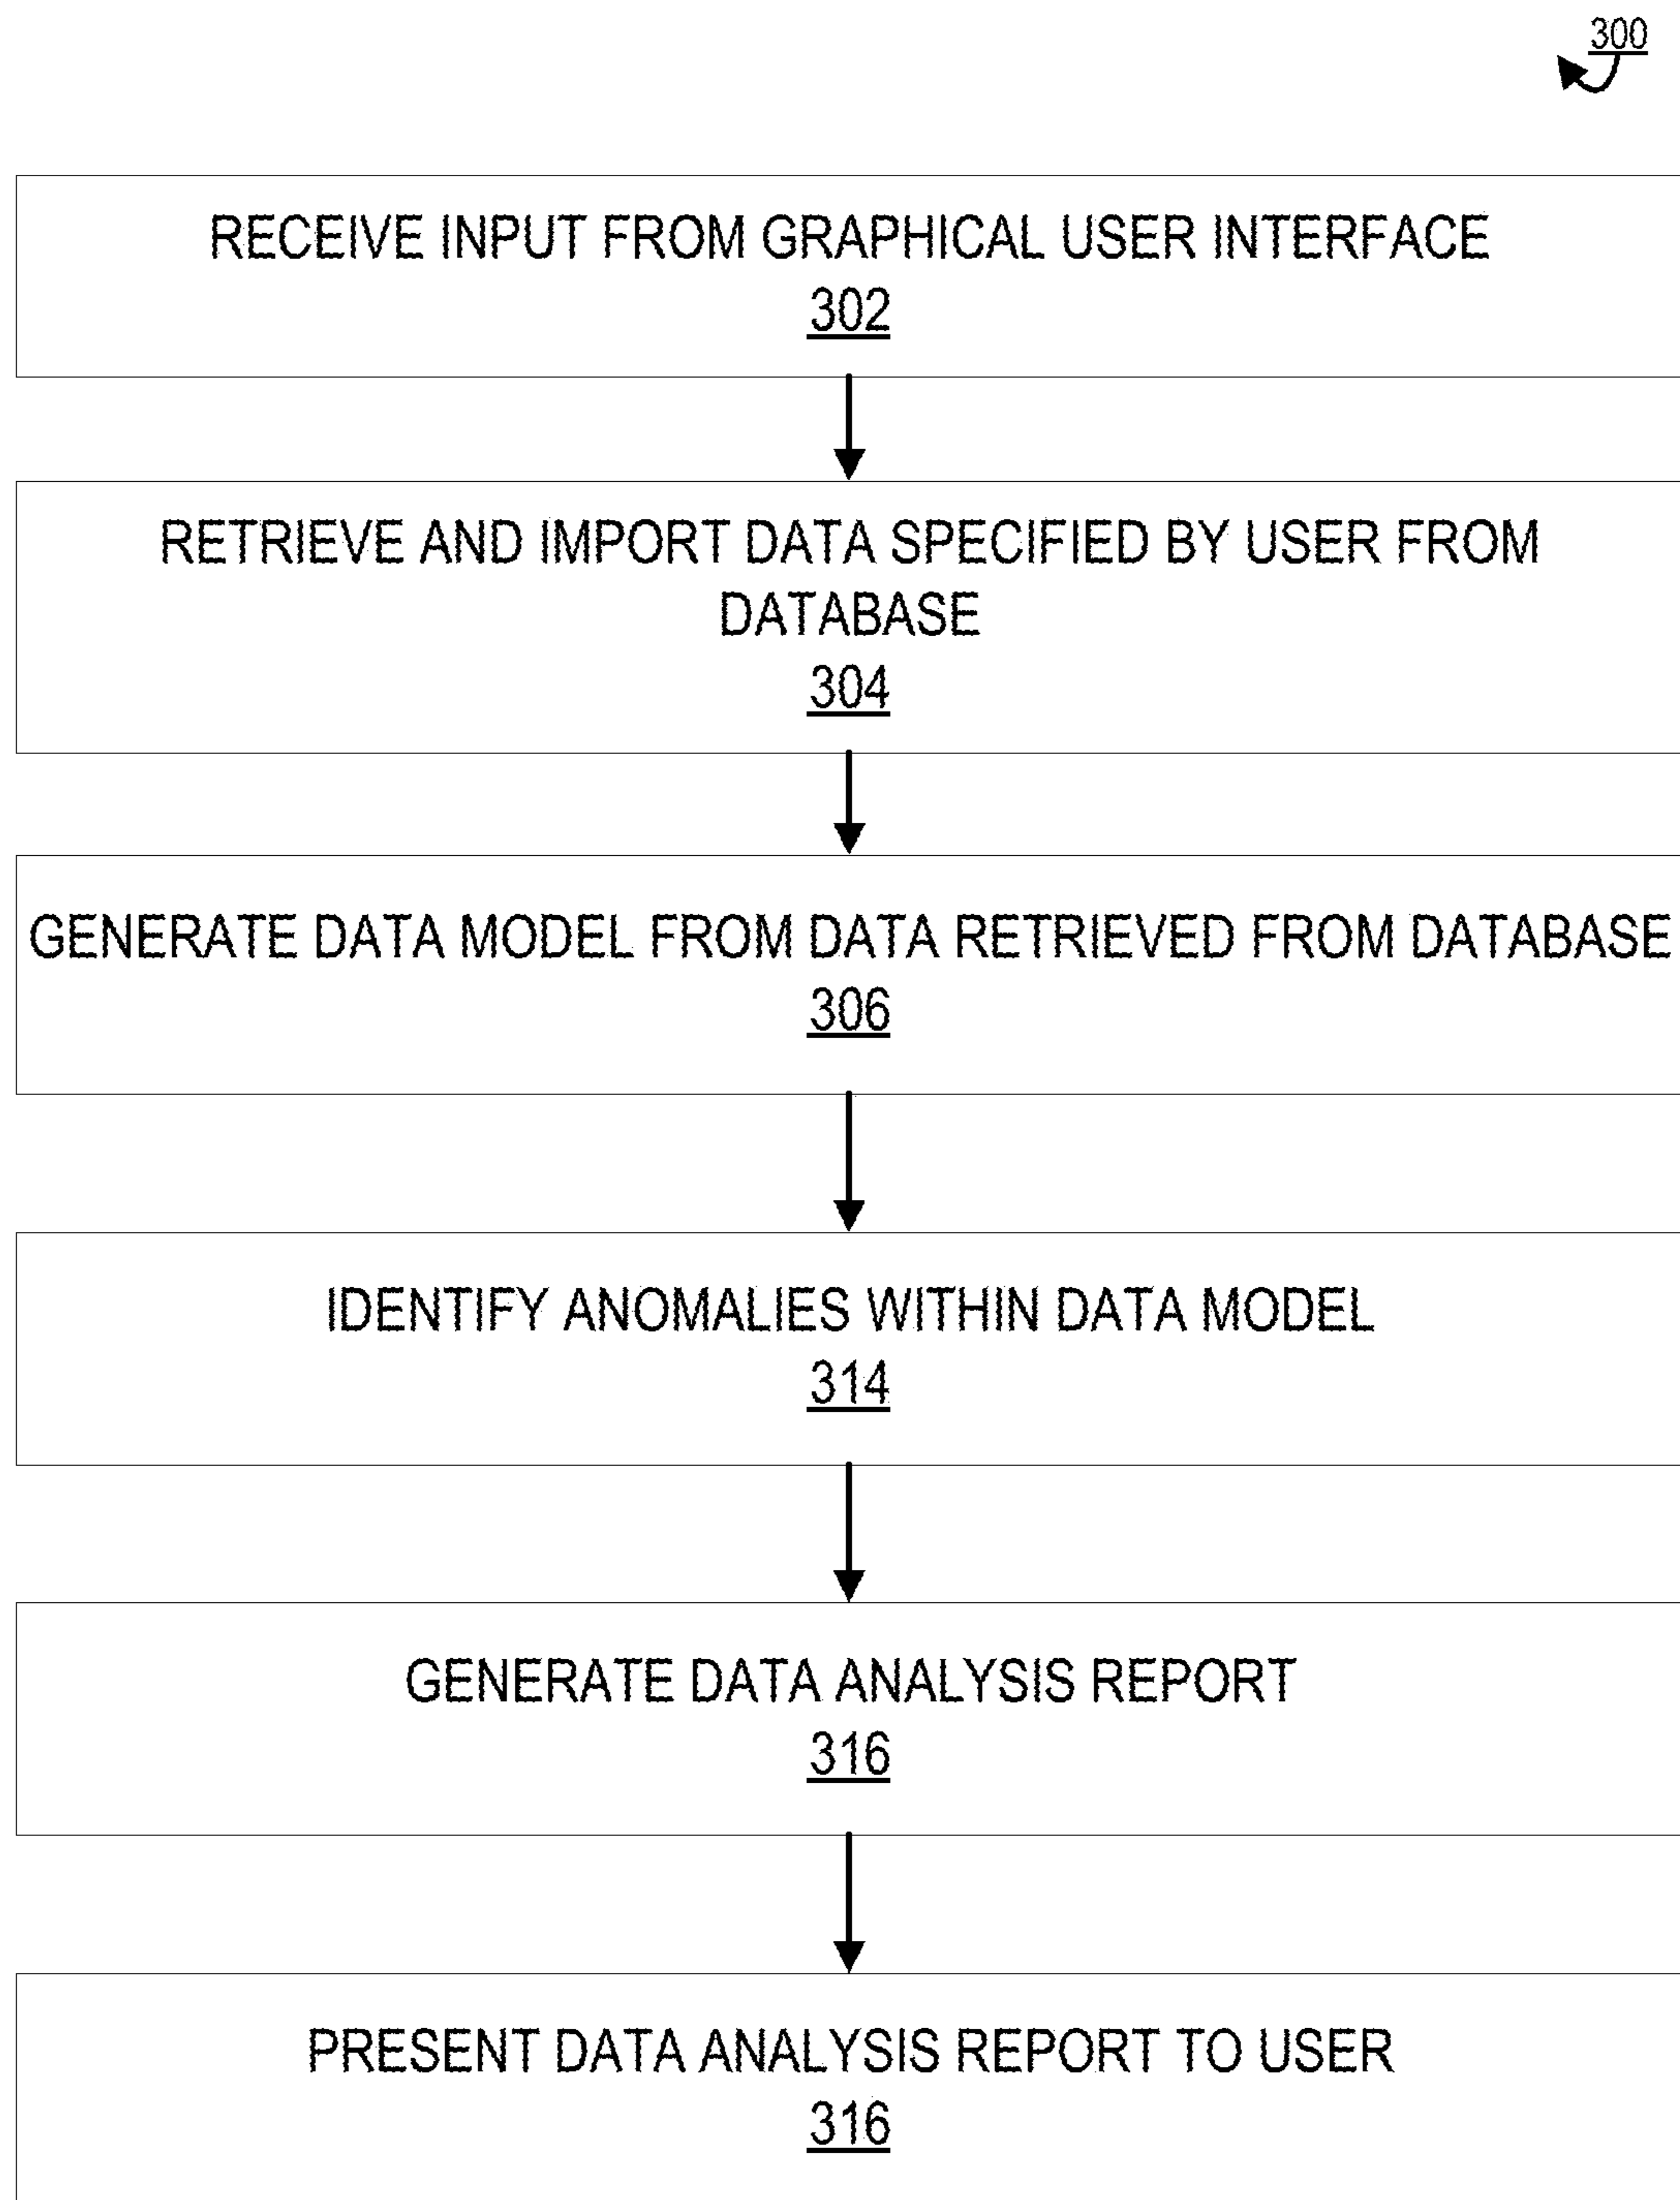 300
RECEIVE INPUT FROM GRAPHICAL USER INTERFACE
302
RETRIEVE AND IMPORT DATA SPECIFIED BY USER FROM
DATABASE
304
GENERATE DATA MODEL FROM DATA RETRIEVED FROM DATABASE
306
IDENTIFY ANOMALIES WITHIN DATA MODEL
314
GENERATE DATA ANALYSIS REPORT
316
PRESENT DATA ANALYSIS REPORT TO USER
316